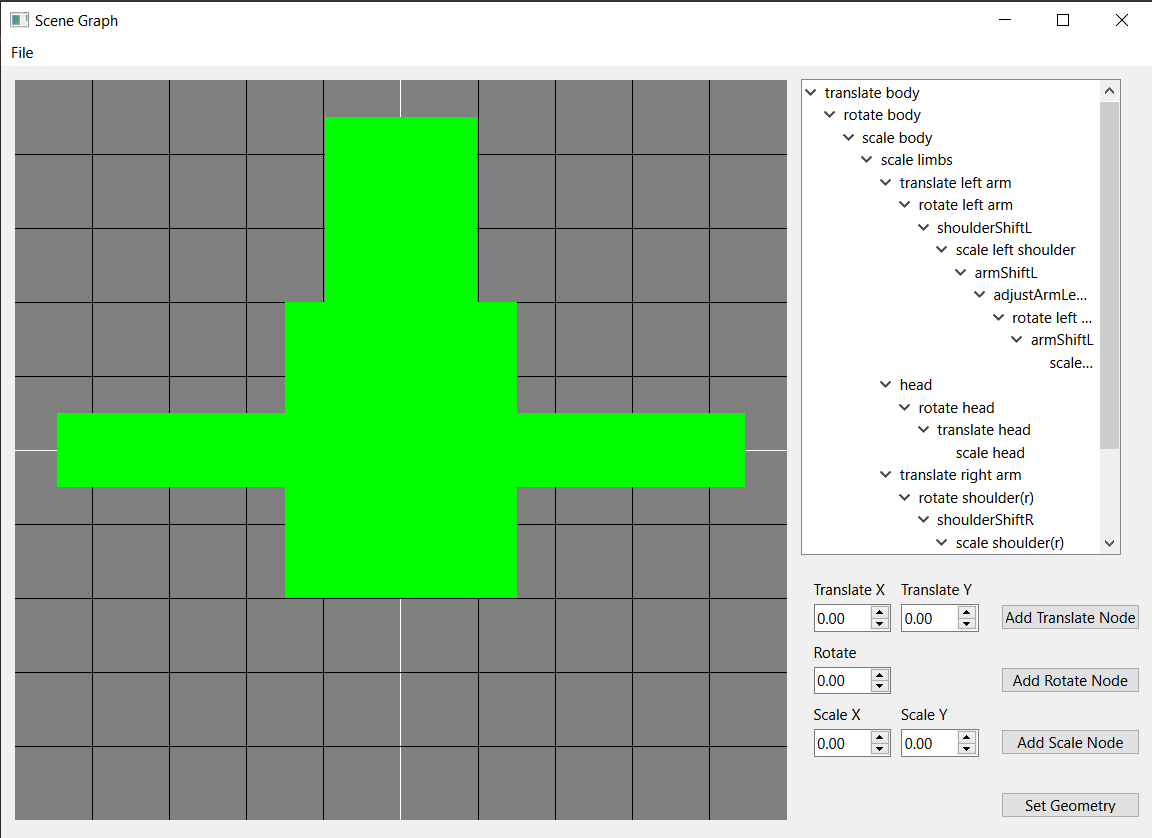 Scene Graph
File
translate body
rotate body
scale body
scale limbs
translate left arm
rotate left arm
shoulderShiftL
scale left shoulder
armShiftL
adjustArmLe...
rotate left ...
armShiftL
scale...
head
rotate head
translate head
scale head
translate right arm
rotate shoulder(r)
shoulderShiftR
scale shoulder(r)
Translate X Translate Y
0.00 0.00 Add Translate Node
Rotate
0.00 Add Rotate Node
Scale X Scale Y
0.00 0.00 Add Scale Node
Set Geometry